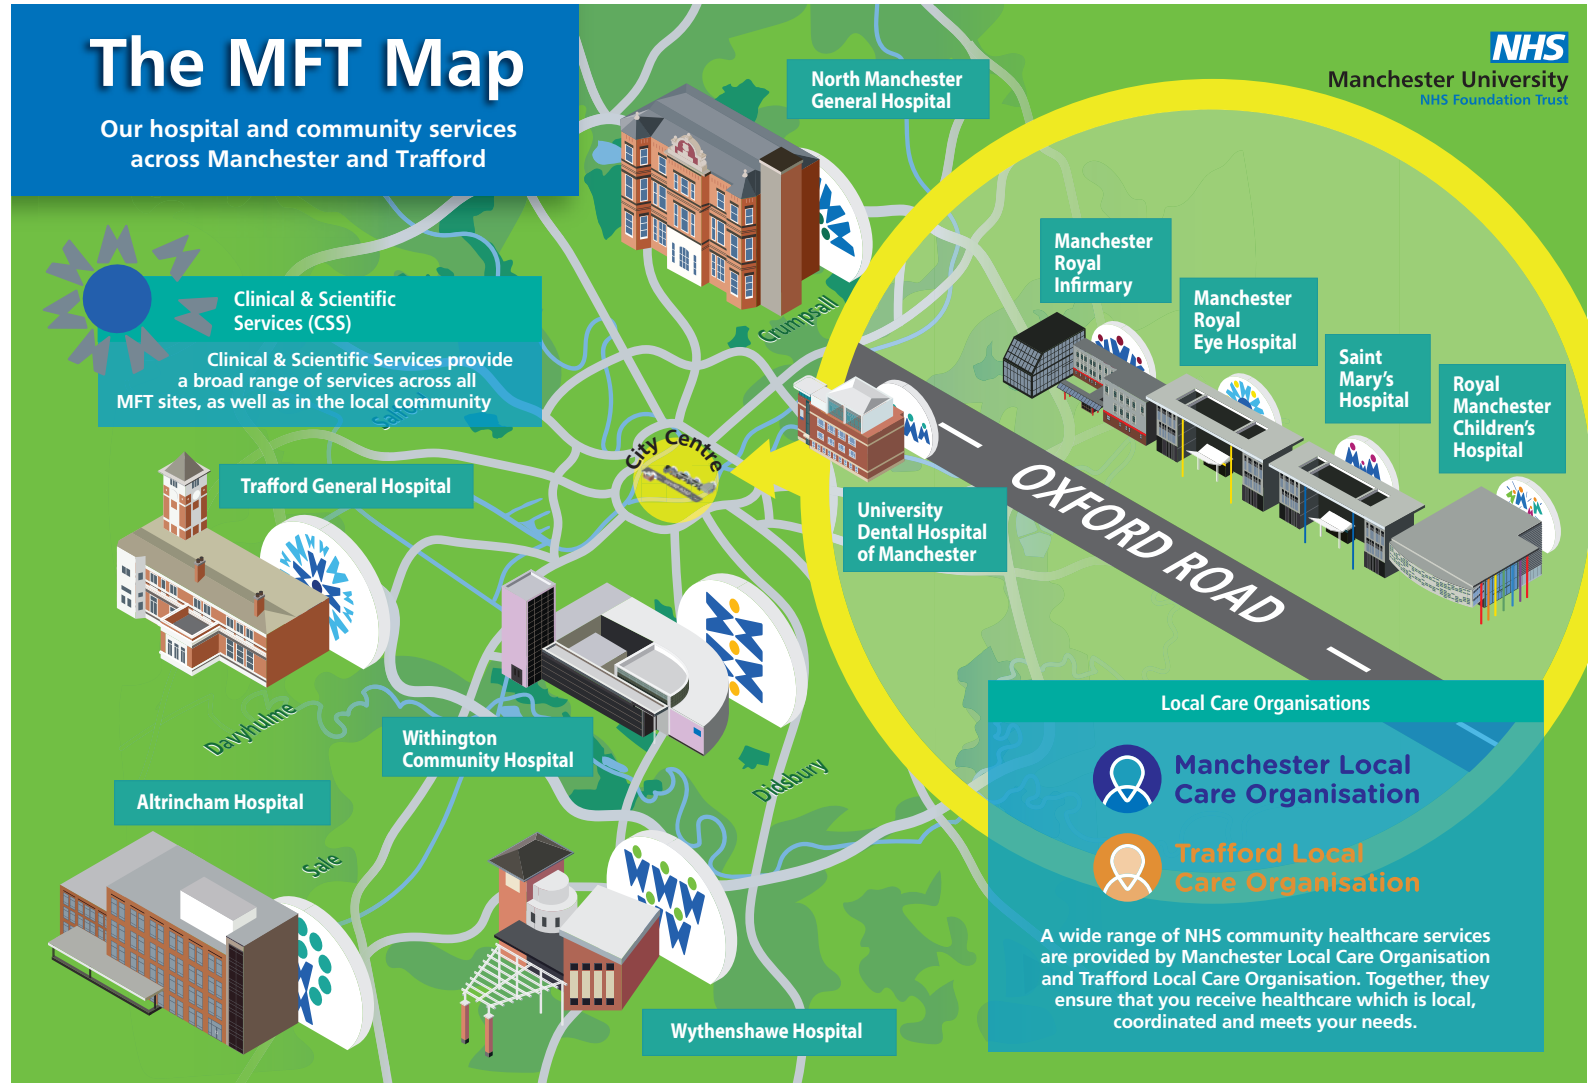 The MFT Map
Our hospital and community services
across Manchester and Trafford
NHS
Manchester University
NHS Foundation Trust
North Manchester
General Hospital
Manchester
Royal
Infirmary
Manchester
Royal
Eye Hospital
Saint
Mary's
Hospital
Royal
Manchester
Children's
Hospital
Clinical & Scientific
Services (CSS)
Clinical & Scientific Services provide
a broad range of services across all
MFT sites, as well as in the local community
Crumpsall
City Centre
Trafford General Hospital
University
Dental Hospital
of Manchester
OXFORD ROAD
Davyhulme
Withington
Community Hospital
Didsbury
Altrincham Hospital
Sale
Wythenshawe Hospital
Local Care Organisations
Manchester Local
Care Organisation
Trafford Local
Care Organisation
A wide range of NHS community healthcare services
are provided by Manchester Local Care Organisation
and Trafford Local Care Organisation. Together, they
ensure that you receive healthcare which is local,
coordinated and meets your needs.